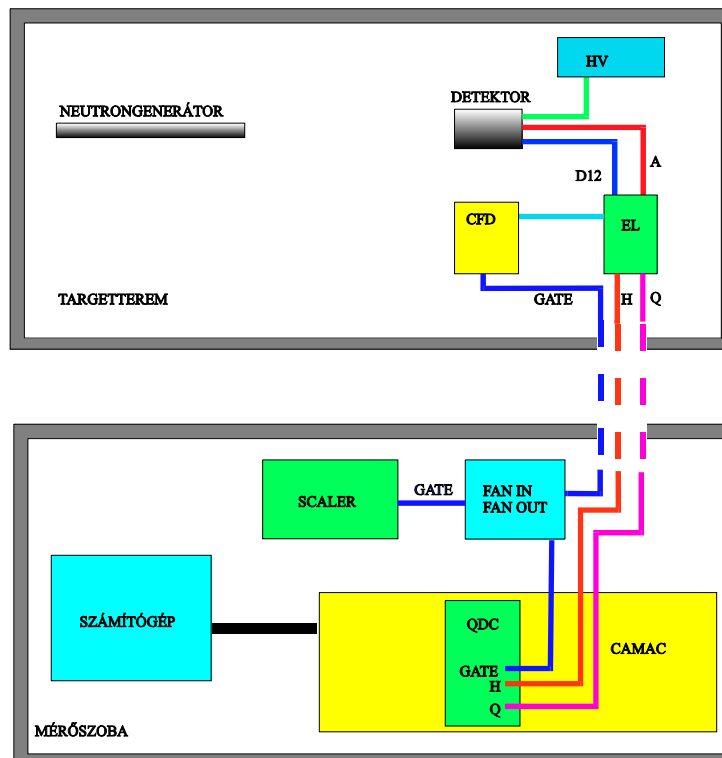 HV
NEUTRONGENERÁTOR
DETEKTOR
A
D12
CFD
EL
TARGETTEREM
GATE
H
Q
GATE
FAN IN
FAN OUT
SCALER
SZÁMÍTÓGÉP
QDC
CAMAC
GATE
H
Q
MÉRŐSZOBA